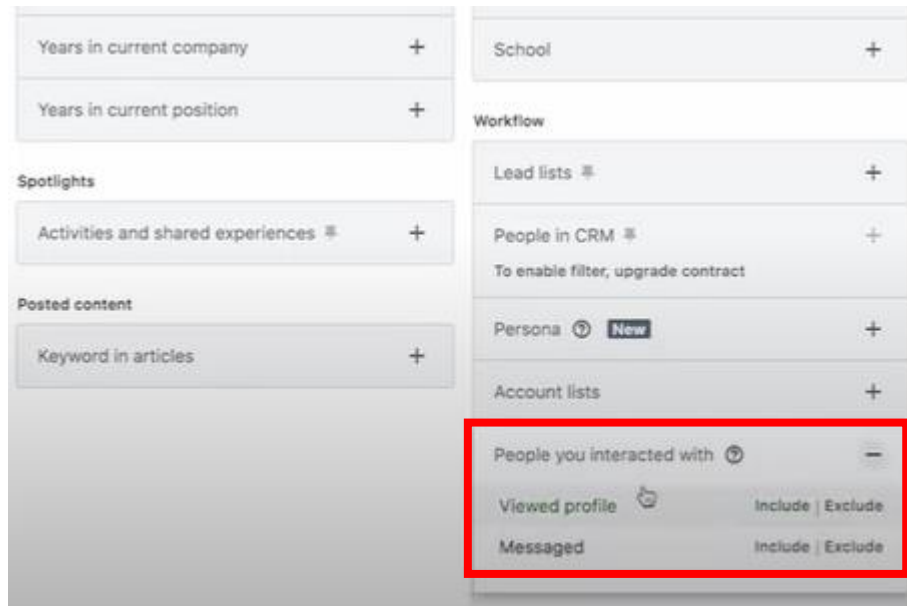 Years in current company +
Years in current position +
Spotlights
Activities and shared experiences +
Posted content
Keyword in articles +
School +
Workflow
Lead lists +
People in CRM +
To enable filter, upgrade contract
Persona New +
Account lists +
People you interacted with −
Viewed profile Include | Exclude
Messaged Include | Exclude